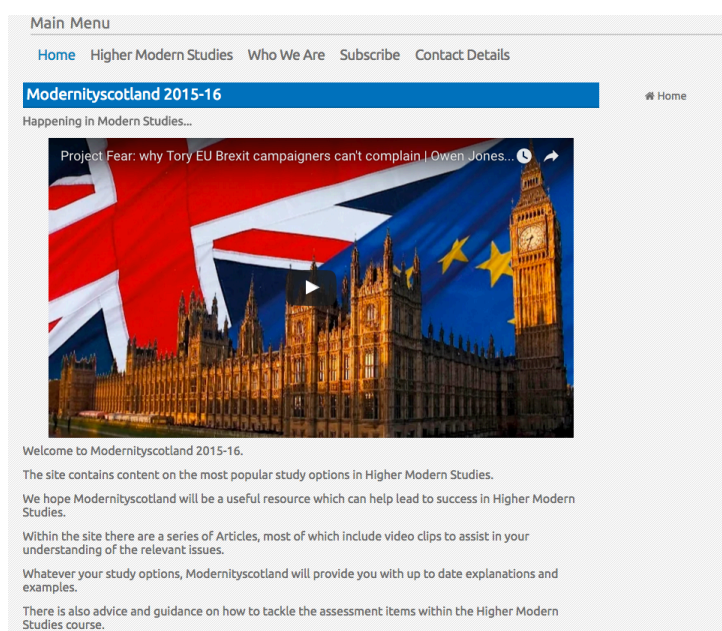 Main Menu
Home Higher Modern Studies Who We Are Subscribe Contact Details
Modernityscotland 2015-16
Home
Happening in Modern Studies...
Project Fear: why Tory EU Brexit campaigners can't complain | Owen Jones...
Welcome to Modernityscotland 2015-16.
The site contains content on the most popular study options in Higher Modern Studies.
We hope Modernityscotland will be a useful resource which can help lead to success in Higher Modern
Studies.
Within the site there are a series of Articles, most of which include video clips to assist in your
understanding of the relevant issues.
Whatever your study options, Modernityscotland will provide you with up to date explanations and
examples.
There is also advice and guidance on how to tackle the assessment items within the Higher Modern
Studies course.